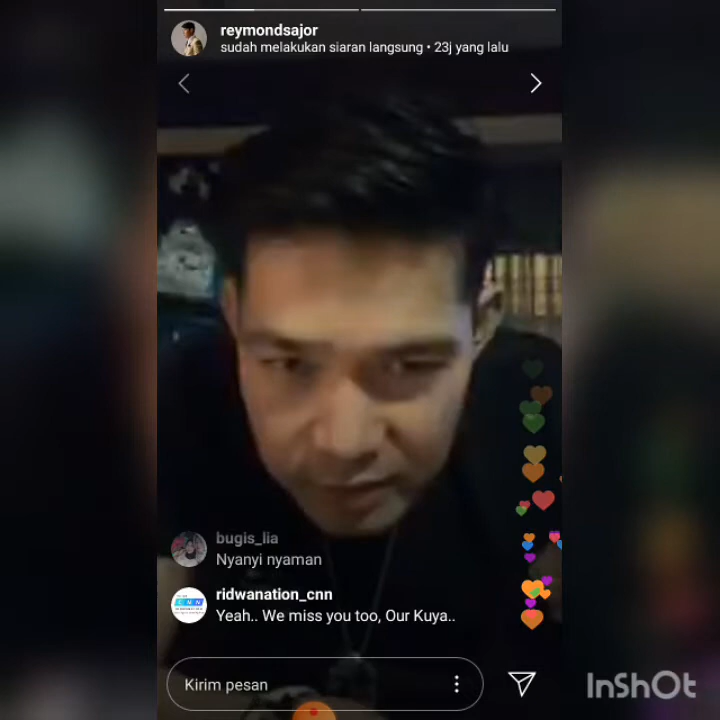 reymondsajor
sudah melakukan siaran langsung • 23j yang lalu
bugis_lia
Nyanyi nyaman
ridwanation_cnn
Yeah.. We miss you too, Our Kuya..
Kirim pesan
InShOt